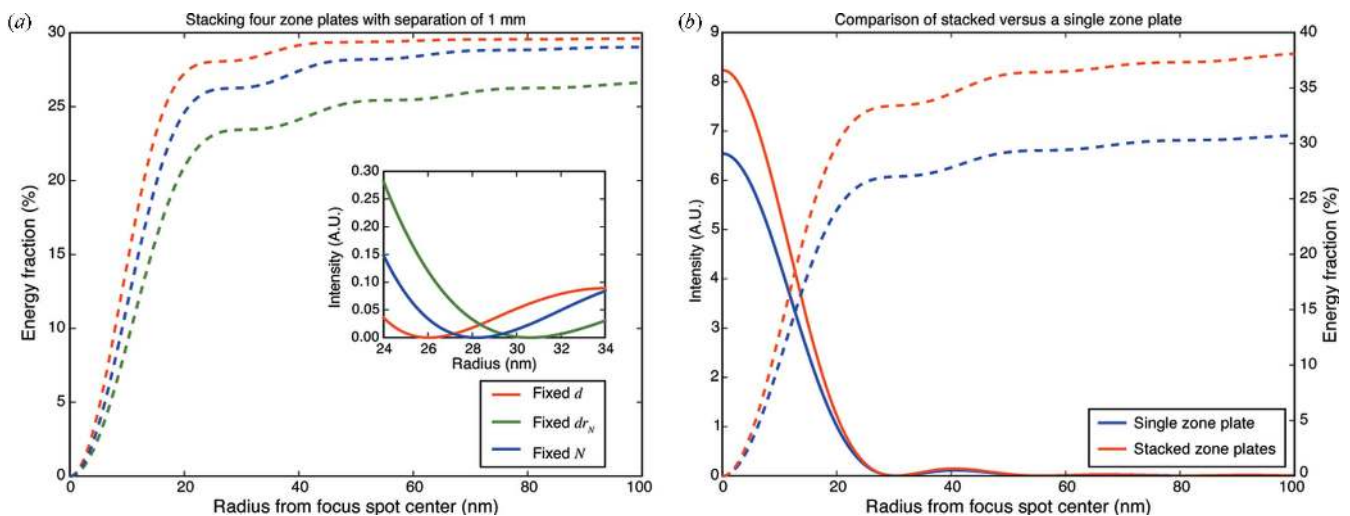 (a)
Stacking four zone plates with separation of 1 mm
30
25
20
15
10
5
0
Energy fraction (%)
0 20 40 60 80 100
Radius from focus spot center (nm)
0.30
0.25
0.20
0.15
0.10
0.05
0.00
Intensity (A.U.)
24 26 28 30 32 34
Radius (nm)
Fixed d
Fixed dr_N
Fixed N
(b)
Comparison of stacked versus a single zone plate
9
8
7
6
5
4
3
2
1
0
Intensity (A.U.)
40
35
30
25
20
15
10
5
0
Energy fraction (%)
0 20 40 60 80 100
Radius from focus spot center (nm)
Single zone plate
Stacked zone plates